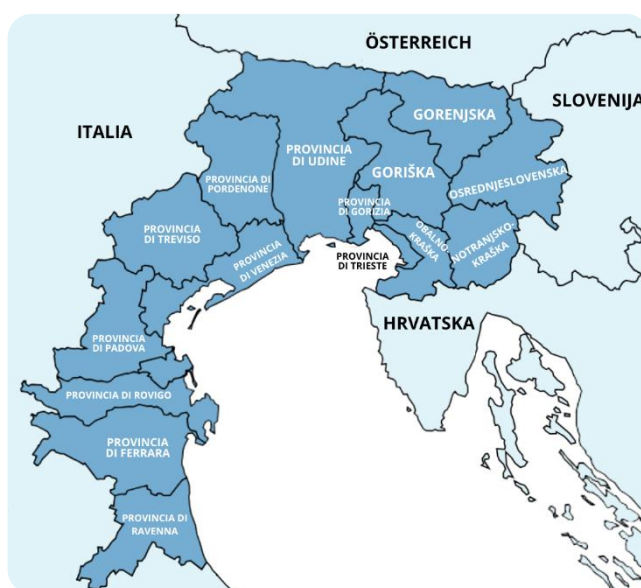 ÖSTERREICH
SLOVENIJA
ITALIA
GORENJSKA
PROVINCIA
DI UDINE
GORIŠKA
OSREDNJESLOVENSKA
PROVINCIA DI
PORDENONE
PROVINCIA
DI GORIZIA
PROVINCIA
DI TREVISO
OBALNO-
KRAŠKA
NOTRANJSKO-
KRAŠKA
PROVINCIA
DI VENEZIA
PROVINCIA
DI TRIESTE
HRVATSKA
PROVINCIA
DI PADOVA
PROVINCIA DI ROVIGO
PROVINCIA
DI FERRARA
PROVINCIA DI
RAVENNA